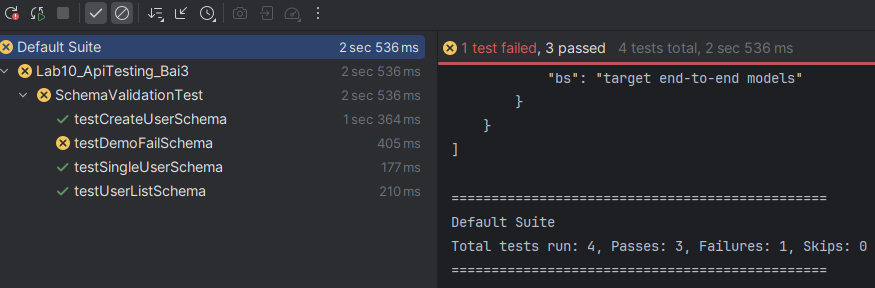 Default Suite 2 sec 536 ms
Lab10_ApiTesting_Bai3 2 sec 536 ms
SchemaValidationTest 2 sec 536 ms
testCreateUserSchema 1 sec 364 ms
testDemoFailSchema 405 ms
testSingleUserSchema 177 ms
testUserListSchema 210 ms
1 test failed, 3 passed 4 tests total, 2 sec 536 ms
"bs": "target end-to-end models"
}
}
]
===============================================
Default Suite
Total tests run: 4, Passes: 3, Failures: 1, Skips: 0
===============================================